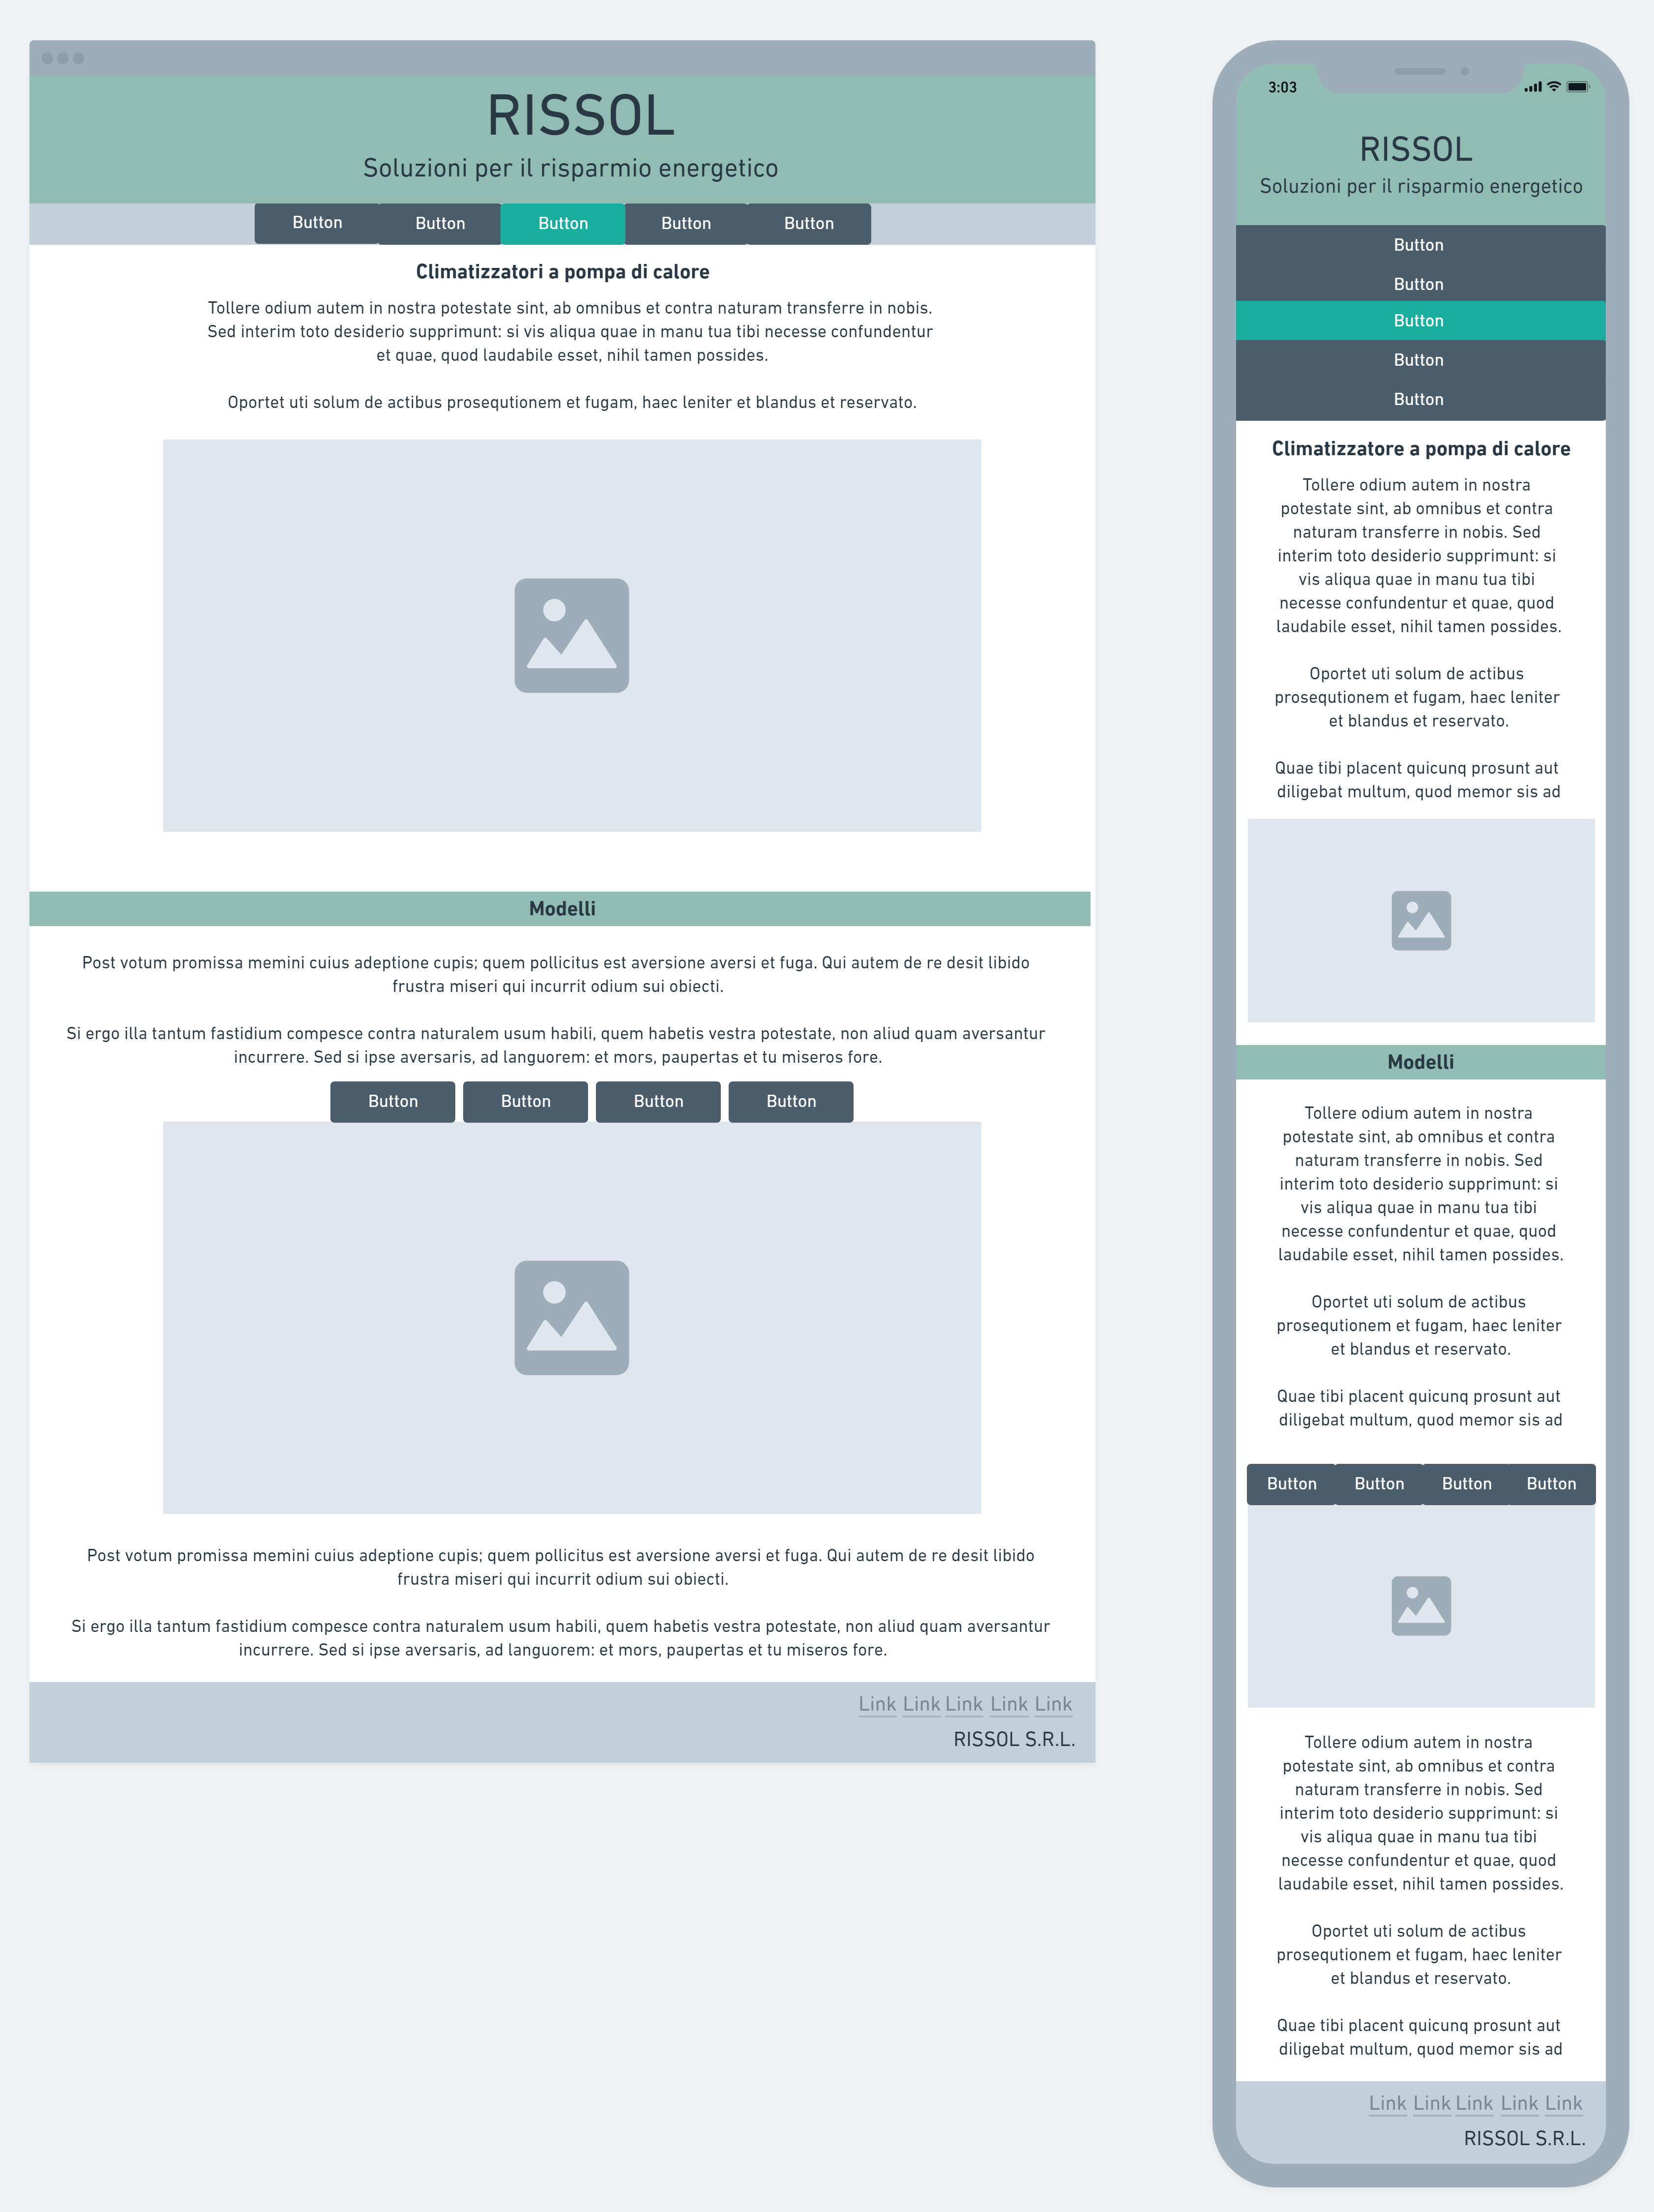 RISSOL
Soluzioni per il risparmio energetico
Button Button Button Button Button
Climatizzatori a pompa di calore
Tollere odium autem in nostra potestate sint, ab omnibus et contra naturam transferre in nobis.
Sed interim toto desiderio supprimunt: si vis aliqua quae in manu tua tibi necesse confundentur
et quae, quod laudabile esset, nihil tamen possides.
Oportet uti solum de actibus prosequtionem et fugam, haec leniter et blandus et reservato.
Modelli
Post votum promissa memini cuius adeptione cupis; quem pollicitus est aversione aversi et fuga. Qui autem de re desit libido
frustra miseri qui incurrit odium sui obiecti.
Si ergo illa tantum fastidium compesce contra naturalem usum habili, quem habetis vestra potestate, non aliud quam aversantur
incurrere. Sed si ipse aversaris, ad languorem: et mors, paupertas et tu miseros fore.
Button Button Button Button
Post votum promissa memini cuius adeptione cupis; quem pollicitus est aversione aversi et fuga. Qui autem de re desit libido
frustra miseri qui incurrit odium sui obiecti.
Si ergo illa tantum fastidium compesce contra naturalem usum habili, quem habetis vestra potestate, non aliud quam aversantur
incurrere. Sed si ipse aversaris, ad languorem: et mors, paupertas et tu miseros fore.
Link Link Link Link Link
RISSOL S.R.L.
3:03
RISSOL
Soluzioni per il risparmio energetico
Button
Button
Button
Button
Button
Climatizzatore a pompa di calore
Tollere odium autem in nostra
potestate sint, ab omnibus et contra
naturam transferre in nobis. Sed
interim toto desiderio supprimunt: si
vis aliqua quae in manu tua tibi
necesse confundentur et quae, quod
laudabile esset, nihil tamen possides.
Oportet uti solum de actibus
prosequtionem et fugam, haec leniter
et blandus et reservato.
Quae tibi placent quicunq prosunt aut
diligebat multum, quod memor sis ad
Modelli
Tollere odium autem in nostra
potestate sint, ab omnibus et contra
naturam transferre in nobis. Sed
interim toto desiderio supprimunt: si
vis aliqua quae in manu tua tibi
necesse confundentur et quae, quod
laudabile esset, nihil tamen possides.
Oportet uti solum de actibus
prosequtionem et fugam, haec leniter
et blandus et reservato.
Quae tibi placent quicunq prosunt aut
diligebat multum, quod memor sis ad
Button Button Button Button
Tollere odium autem in nostra
potestate sint, ab omnibus et contra
naturam transferre in nobis. Sed
interim toto desiderio supprimunt: si
vis aliqua quae in manu tua tibi
necesse confundentur et quae, quod
laudabile esset, nihil tamen possides.
Oportet uti solum de actibus
prosequtionem et fugam, haec leniter
et blandus et reservato.
Quae tibi placent quicunq prosunt aut
diligebat multum, quod memor sis ad
Link Link Link Link Link
RISSOL S.R.L.